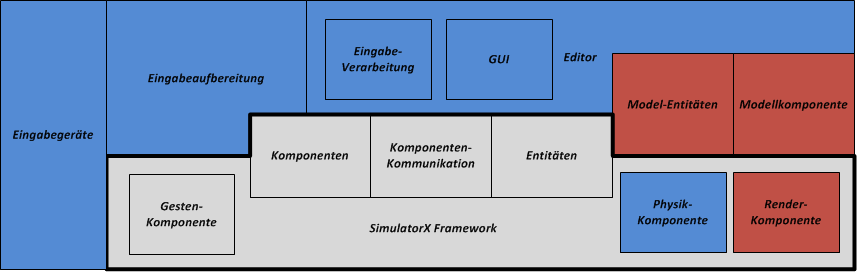 Eingabegeräte
Eingabeaufbereitung
Eingabe-
Verarbeitung
GUI
Editor
Model-Entitäten
Modellkomponente
Komponenten
Komponenten-
Kommunikation
Entitäten
Gesten-
Komponente
SimulatorX Framework
Physik-
Komponente
Render-
Komponente